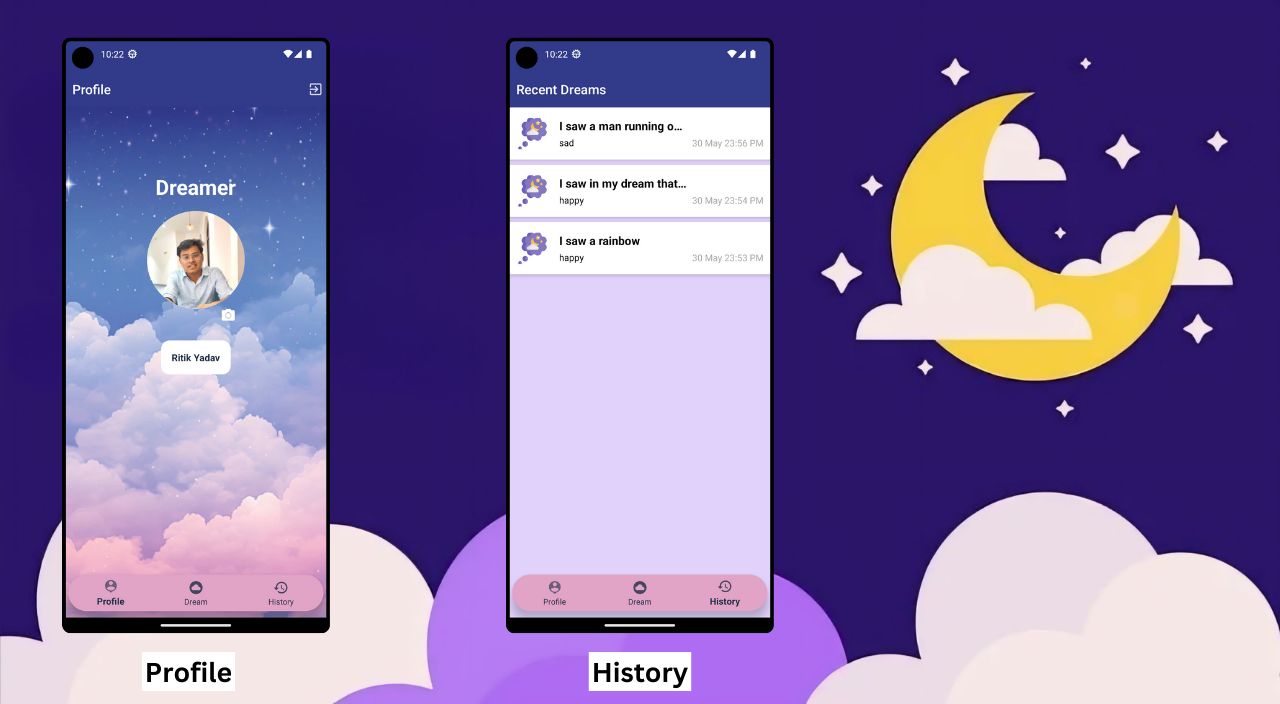 10:22
Profile
Dreamer
Ritik Yadav
Profile
Dream
History
Profile
10:22
Recent Dreams
I saw a man running o...
sad
30 May 23:56 PM
I saw in my dream that...
happy
30 May 23:54 PM
I saw a rainbow
happy
30 May 23:53 PM
Profile
Dream
History
History